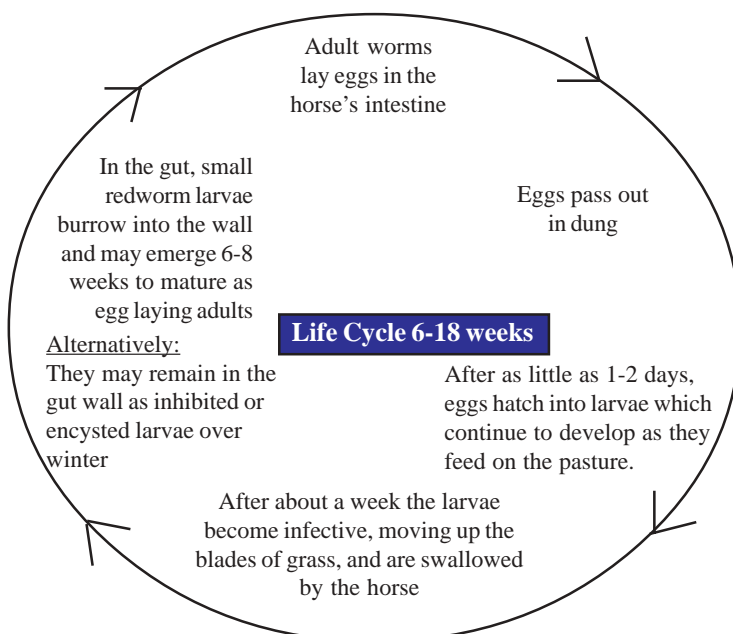 Adult worms
lay eggs in the
horse's intestine
Eggs pass out
in dung
After as little as 1-2 days,
eggs hatch into larvae which
continue to develop as they
feed on the pasture.
After about a week the larvae
become infective, moving up the
blades of grass, and are swallowed
by the horse
In the gut, small
redworm larvae
burrow into the wall
and may emerge 6-8
weeks to mature as
egg laying adults
Alternatively:
They may remain in the
gut wall as inhibited or
encysted larvae over
winter
Life Cycle 6-18 weeks